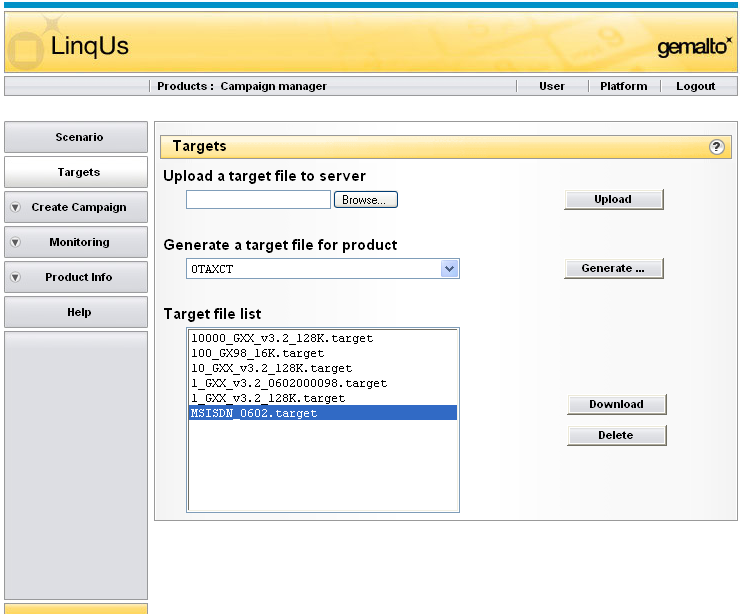 LinqUs
gemalto
Products : Campaign manager
User
Platform
Logout
Scenario
Targets
Create Campaign
Monitoring
Product Info
Help
Targets
?
Upload a target file to server
Browse...
Upload
Generate a target file for product
OTAXCT
Generate ...
Target file list
10000_GXX_v3.2_128K.target
100_GX98_16K.target
10_GXX_v3.2_128K.target
1_GXX_v3.2_0602000098.target
1_GXX_v3.2_128K.target
MSISDN_0602.target
Download
Delete